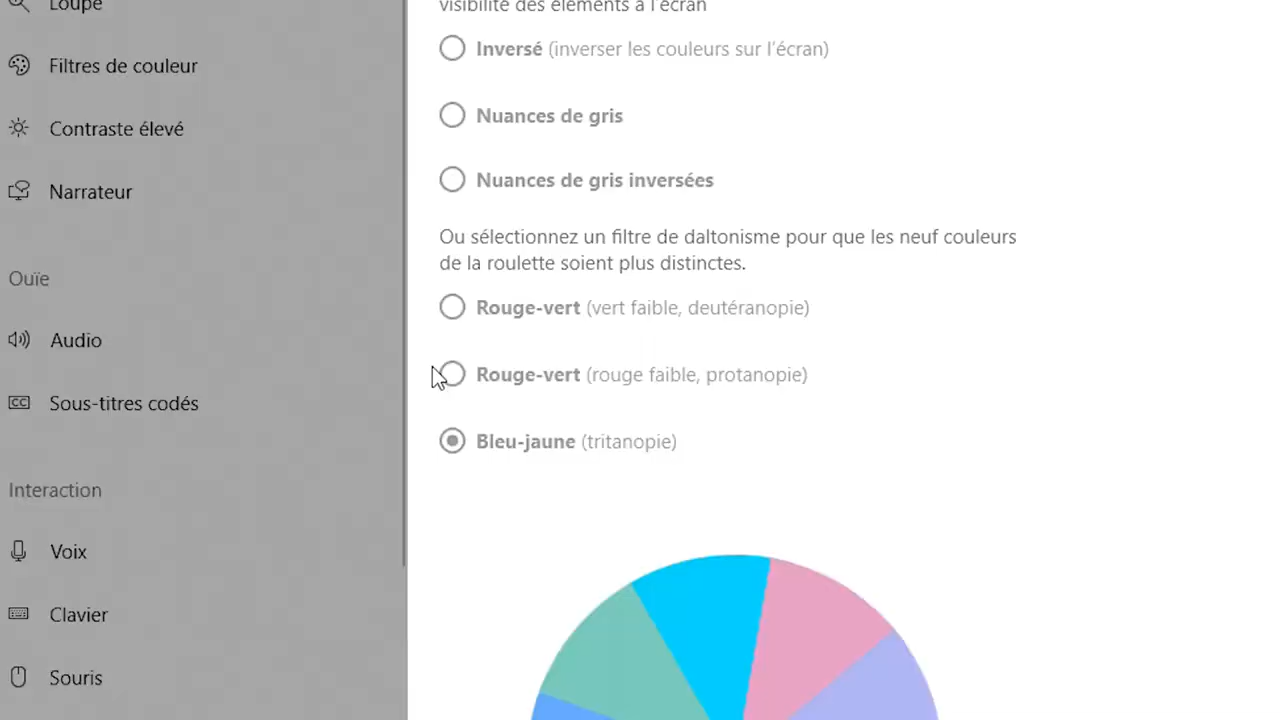 Loupe
Filtres de couleur
Contraste élevé
Narrateur
Ouïe
Audio
CC
Sous-titres codés
Interaction
Voix
Clavier
Souris
visibilité des éléments à l'écran
Inversé (inverser les couleurs sur l'écran)
Nuances de gris
Nuances de gris inversées
Ou sélectionnez un filtre de daltonisme pour que les neuf couleurs
de la roulette soient plus distinctes.
Rouge-vert (vert faible, deutéranopie)
Rouge-vert (rouge faible, protanopie)
Bleu-jaune (tritanopie)